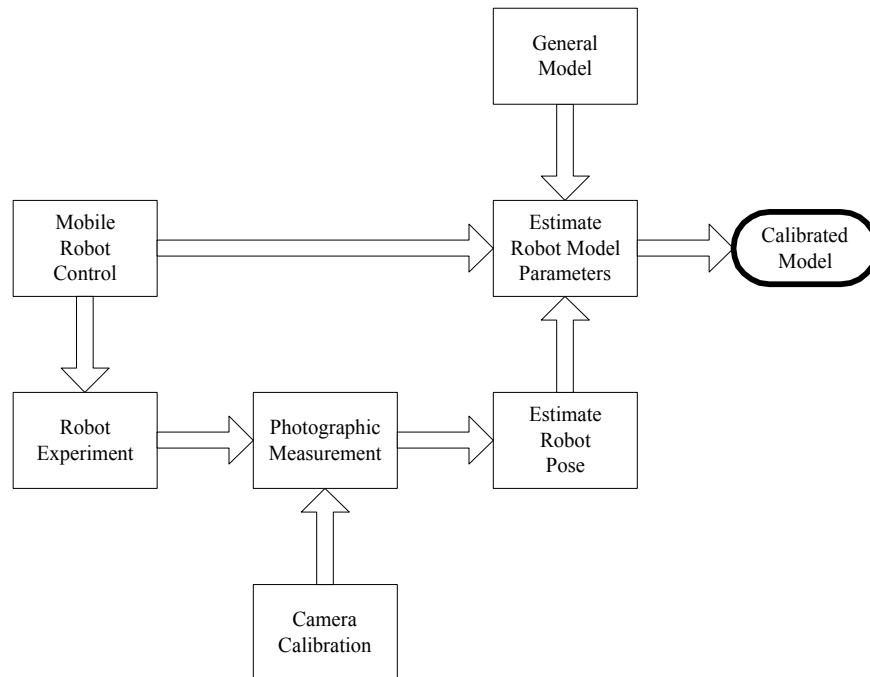 General
Model
Mobile
Robot
Control
Estimate
Robot Model
Parameters
Calibrated
Model
Robot
Experiment
Photographic
Measurement
Estimate
Robot
Pose
Camera
Calibration